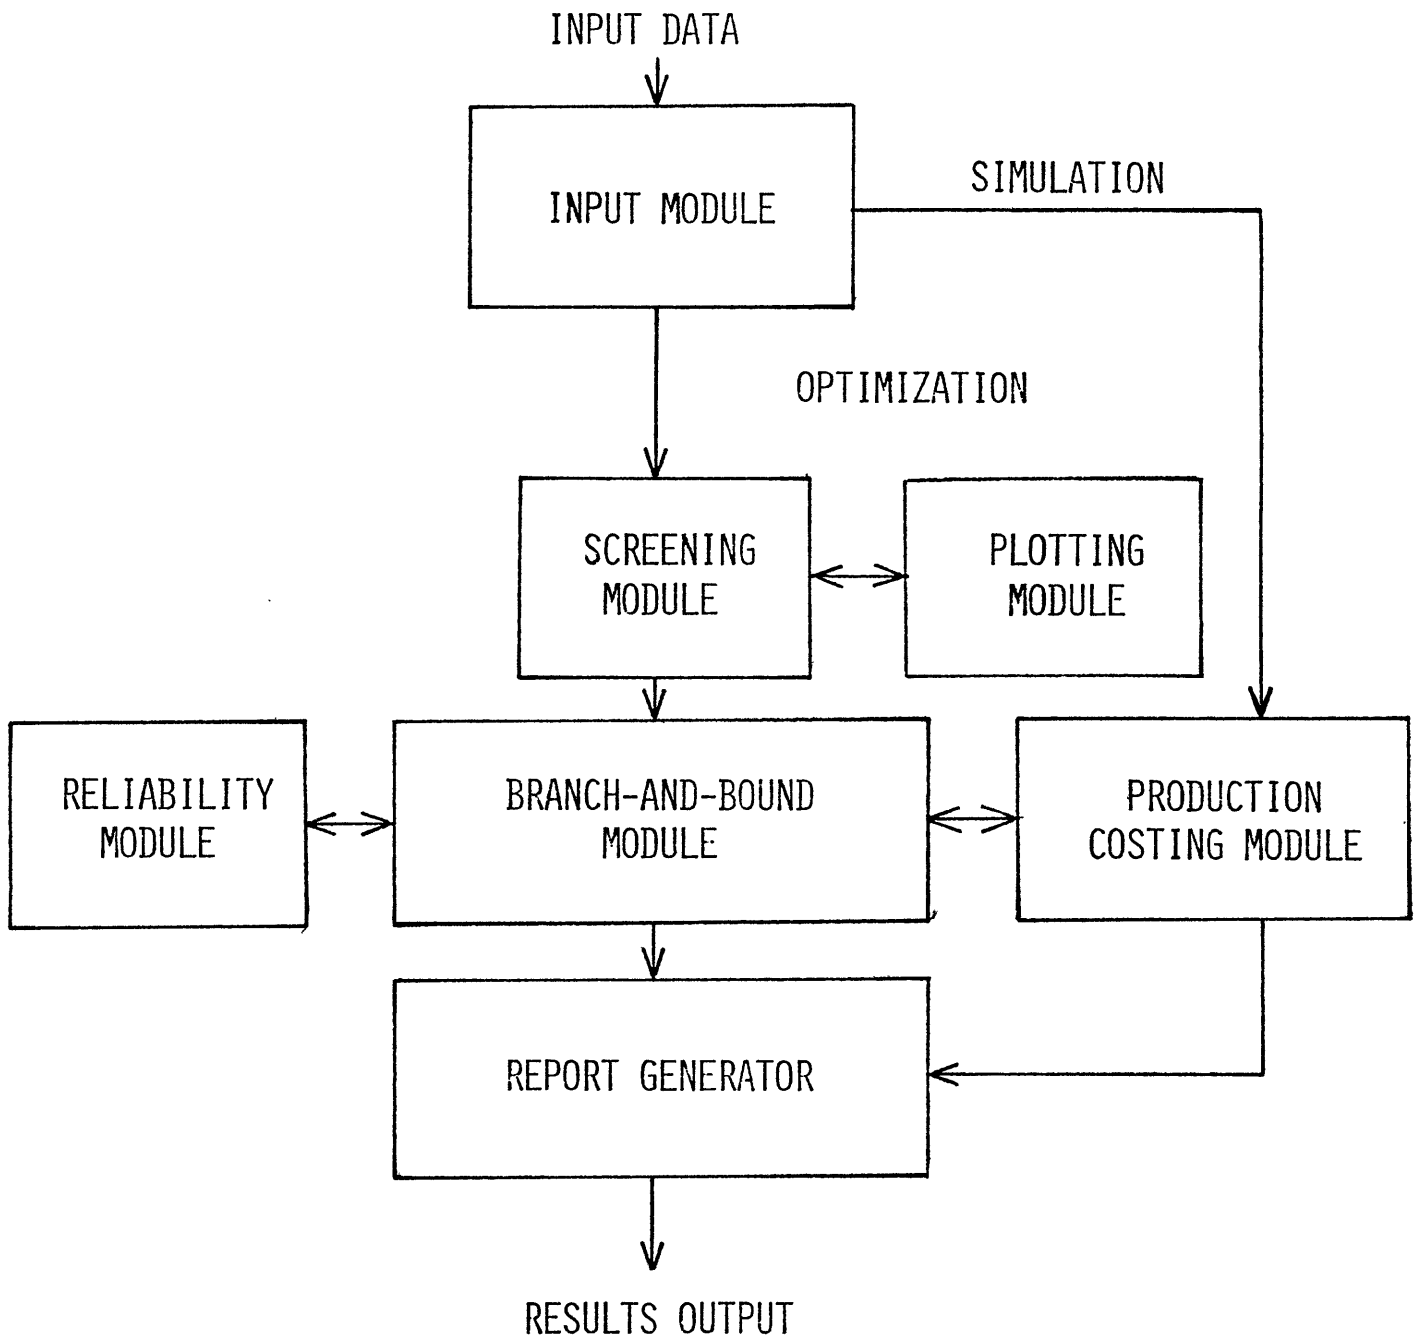 INPUT DATA
INPUT MODULE
SIMULATION
OPTIMIZATION
SCREENING
MODULE
PLOTTING
MODULE
RELIABILITY
MODULE
BRANCH-AND-BOUND
MODULE
PRODUCTION
COSTING MODULE
REPORT GENERATOR
RESULTS OUTPUT